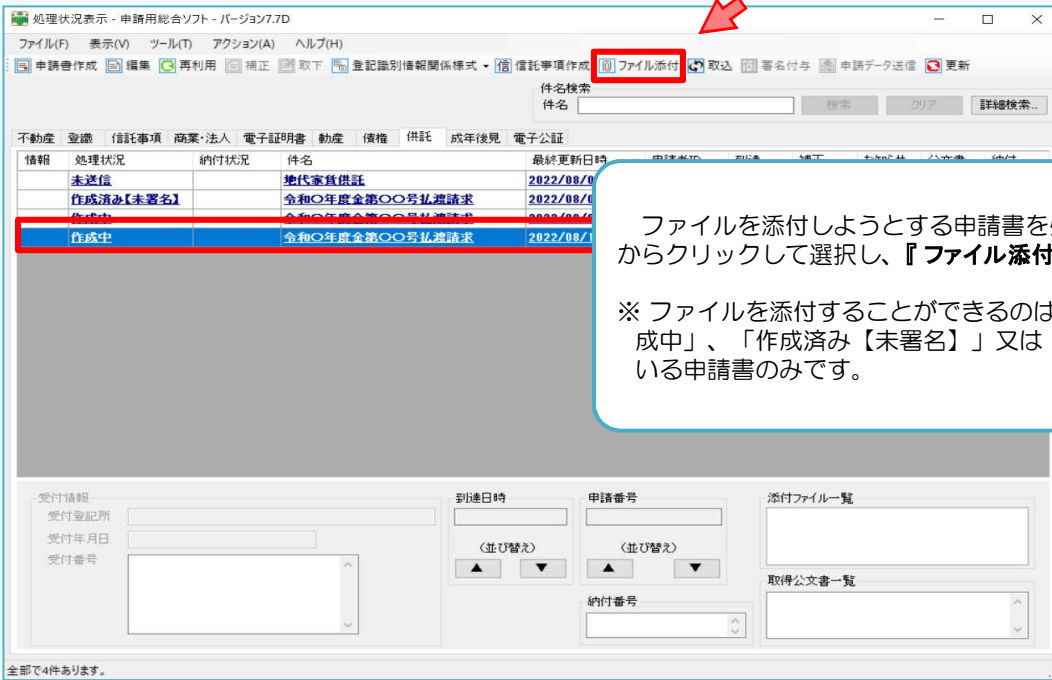 処理状況表示 - 申請用総合ソフト - バージョン7.7D
ファイル(F) 表示(V) ツール(T) アクション(A) ヘルプ(H)
申請書作成 編集 再利用 補正 取下 登記識別情報関係様式 信託事項作成 ファイル添付 取込 署名付与 申請データ送信 更新
件名検索
件名 検索 クリア 詳細検索...
不動産 登識 信託事項 商業・法人 電子証明書 動産 債権 供託 成年後見 電子公証
情報 処理状況 納付状況 件名 最終更新日時
未送信 地代家賃供託 2022/08/0
作成済み【未署名】 令和〇年度金第〇〇号払渡請求 2022/08/0
作成中 令和〇年度金第〇〇号払渡請求 2022/08/1
ファイルを添付しようとする申請書を
からクリックして選択し、『ファイル添付
※ ファイルを添付することができるのは
成中」、「作成済み【未署名】」又は
いる申請書のみです。
受付情報 到達日時 申請番号 添付ファイル一覧
受付登記所
受付年月日
受付番号
(並び替え) (並び替え)
▲ ▼ ▲ ▼
取得公文書一覧
納付番号
全部で4件あります。